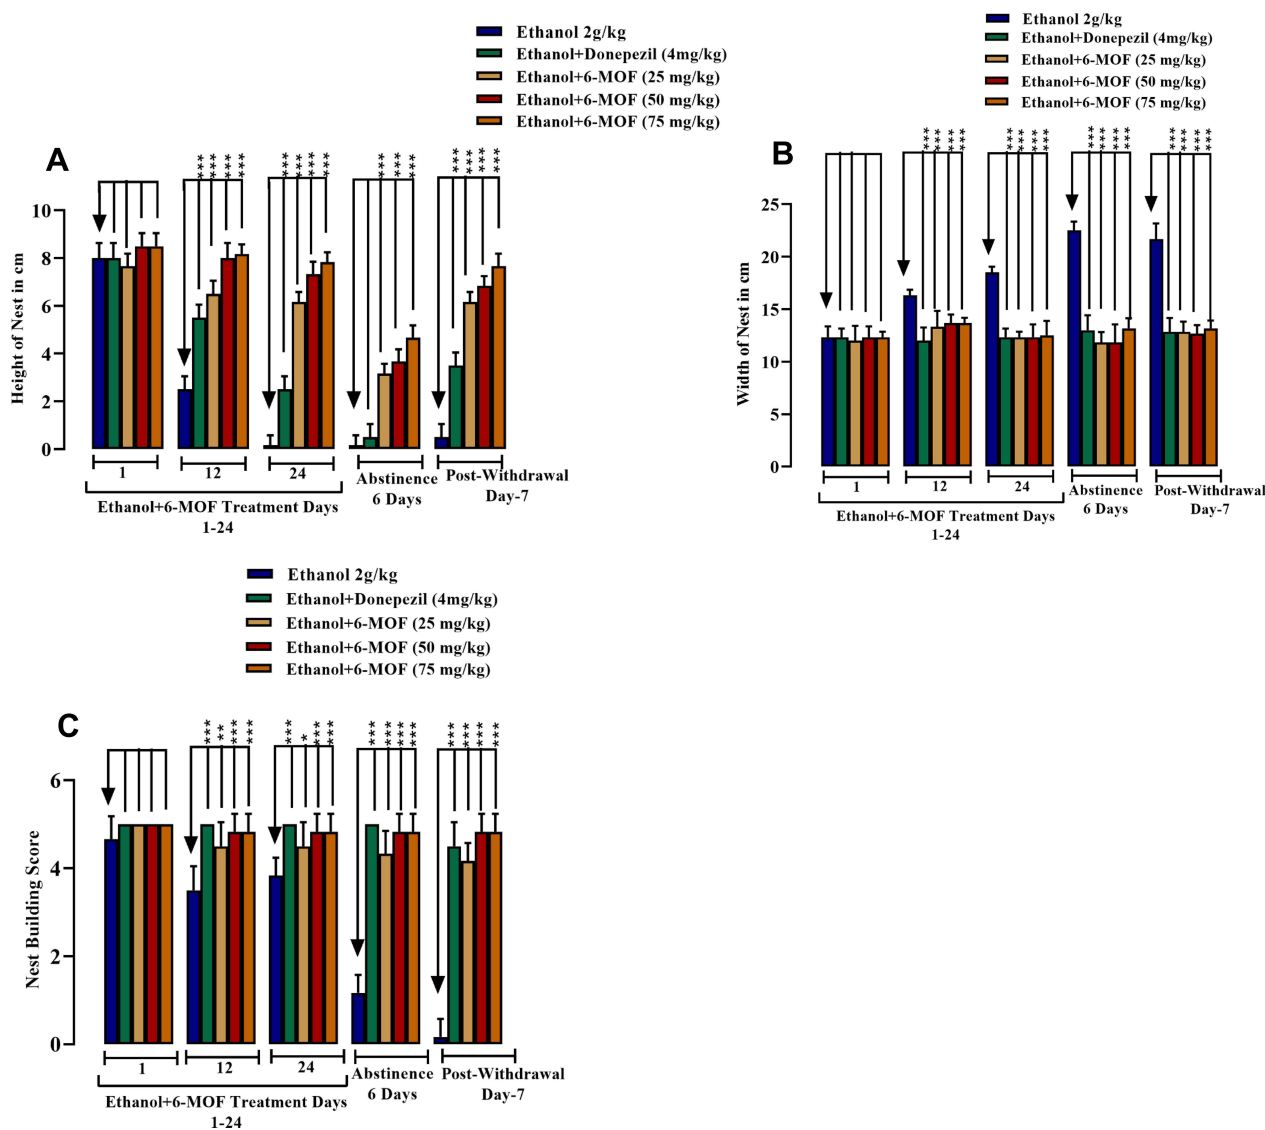 Ethanol 2g/kg
Ethanol+Donepezil (4mg/kg)
Ethanol+6-MOF (25 mg/kg)
Ethanol+6-MOF (50 mg/kg)
Ethanol+6-MOF (75 mg/kg)
A
*** *** *** ***
*** *** *** ***
*** *** ***
*** *** *** ***
Height of Nest in cm
10
8
6
4
2
0
1
12
24
Abstinence
6 Days
Post-Withdrawal
Day-7
Ethanol+6-MOF Treatment Days
1-24
Ethanol 2g/kg
Ethanol+Donepezil (4mg/kg)
Ethanol+6-MOF (25 mg/kg)
Ethanol+6-MOF (50 mg/kg)
Ethanol+6-MOF (75 mg/kg)
B
*** *** *** ***
*** *** *** ***
*** *** *** ***
*** *** *** ***
Width of Nest in cm
25
20
15
10
5
0
1
12
24
Abstinence
6 Days
Post-Withdrawal
Day-7
Ethanol+6-MOF Treatment Days
1-24
Ethanol 2g/kg
Ethanol+Donepezil (4mg/kg)
Ethanol+6-MOF (25 mg/kg)
Ethanol+6-MOF (50 mg/kg)
Ethanol+6-MOF (75 mg/kg)
C
*** ** *** ***
*** * *** ***
*** *** *** ***
*** *** *** ***
Nest Building Score
6
4
2
0
1
12
24
Abstinence
6 Days
Post-Withdrawal
Day-7
Ethanol+6-MOF Treatment Days
1-24